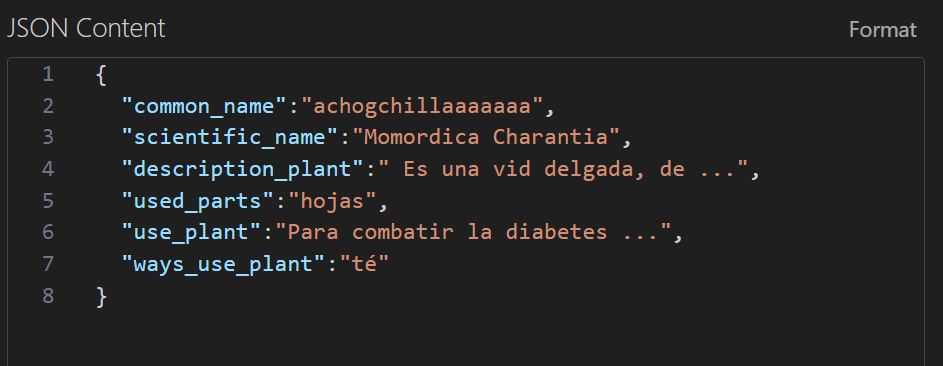 JSON Content
Format
1 {
2 "common_name":"achogchillaaaaaaa",
3 "scientific_name":"Momordica Charantia",
4 "description_plant":" Es una vid delgada, de ...",
5 "used_parts":"hojas",
6 "use_plant":"Para combatir la diabetes ...",
7 "ways_use_plant":"té"
8 }